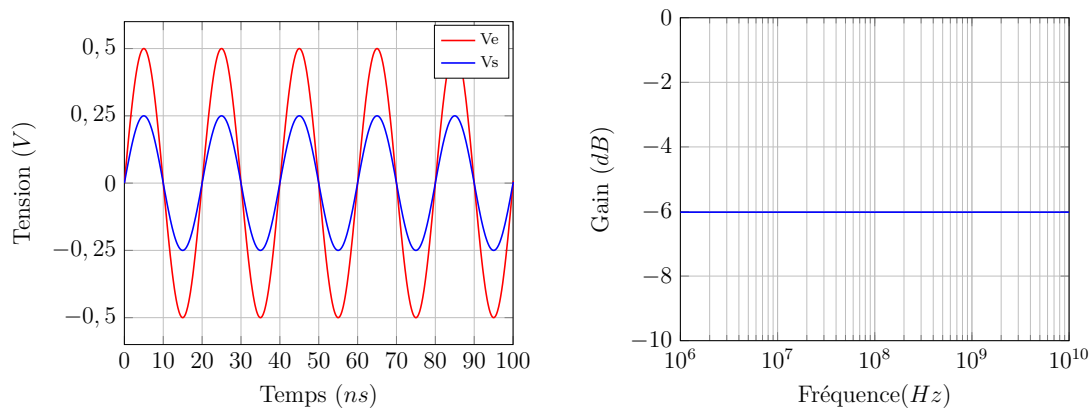 Tension (V)
0, 5
0,25
0
−0,25
−0, 5
Ve
Vs
0 10 20 30 40 50 60 70 80 90 100
Temps (ns)
Gain (dB)
0
−2
−4
−6
−8
−10
10^6 10^7 10^8 10^9 10^10
Fréquence(Hz)